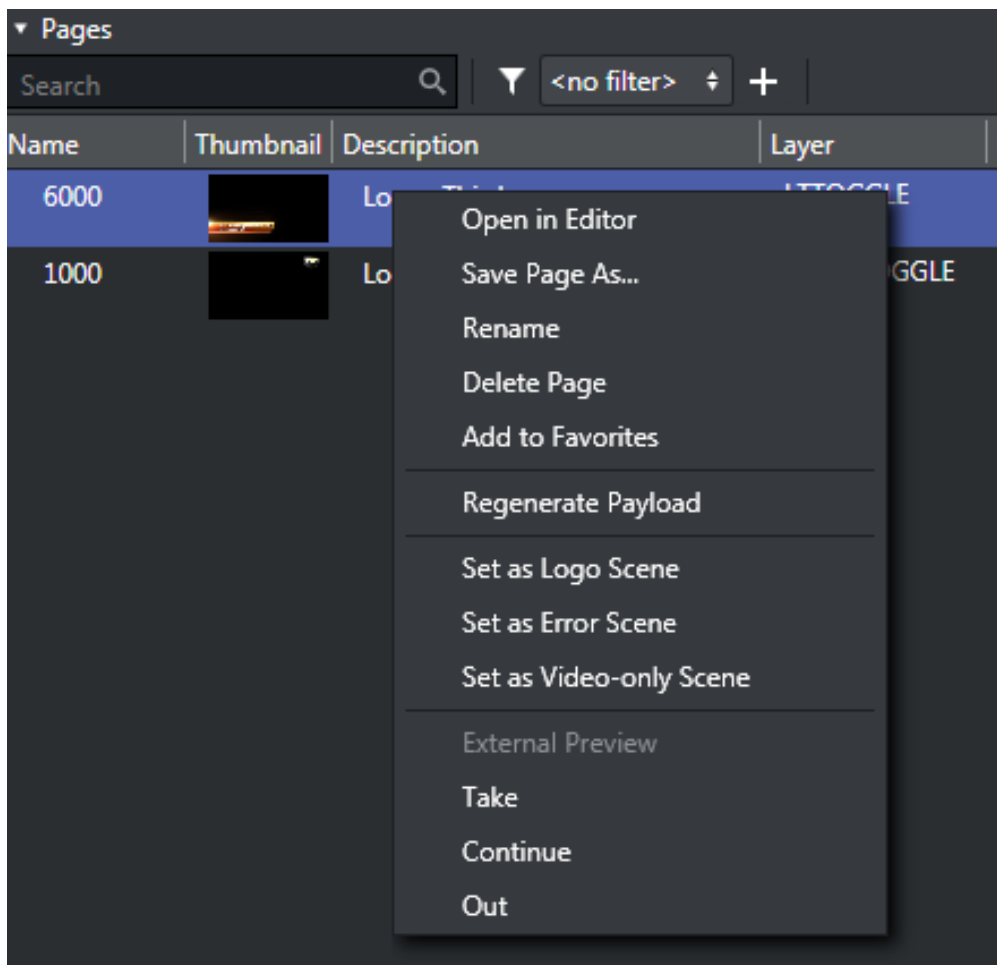 Pages
Search <no filter>
Name Thumbnail Description Layer
6000 Lo
Open in Editor
1000 Lo GGLE
Save Page As...
Rename
Delete Page
Add to Favorites
Regenerate Payload
Set as Logo Scene
Set as Error Scene
Set as Video-only Scene
External Preview
Take
Continue
Out